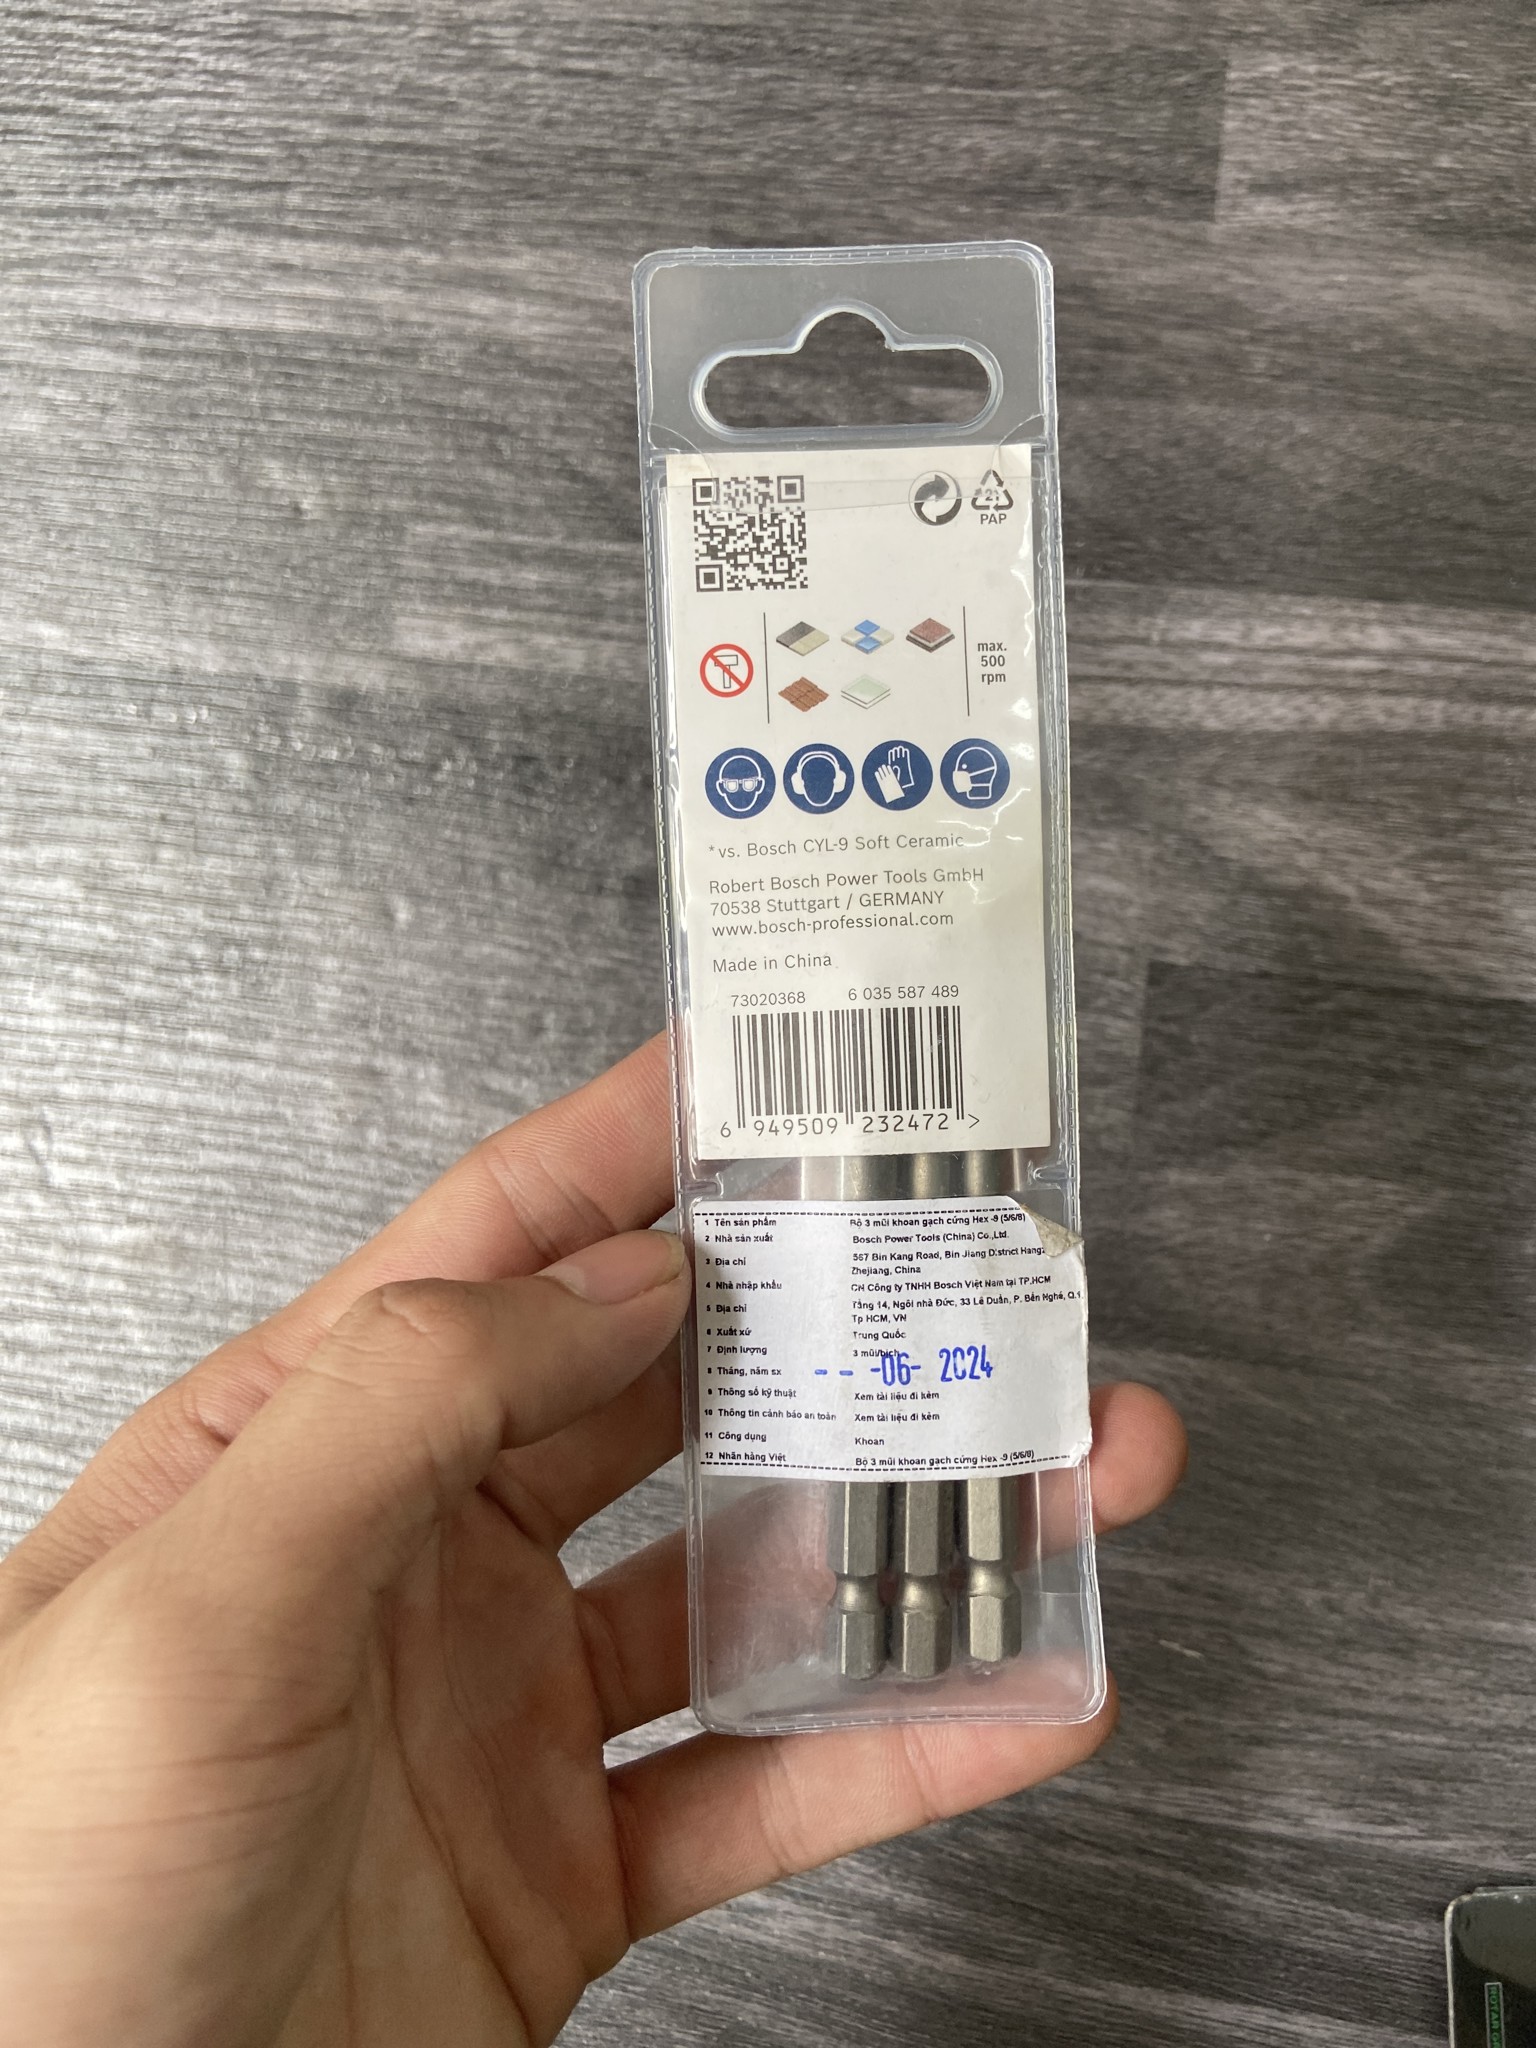 21
PAP
max.
500
rpm
*vs. Bosch CYL-9 Soft Ceramic
Robert Bosch Power Tools GmbH
70538 Stuttgart / GERMANY
www.bosch-professional.com
Made in China
73020368 6 035 587 489
6 949509 232472 >
1 Tên sản phẩm Bộ 3 mũi khoan gạch cứng Hex -9 (5/6/8)
2 Nhà sản xuất Bosch Power Tools (China) Co.,Ltd.
3 Địa chỉ 567 Bin Kang Road, Bin Jiang District
Zhejiang, China
4 Nhà nhập khẩu CN Công ty TNHH Bosch Việt Nam tại TP.HCM
5 Địa chỉ Tầng 14, Ngôi nhà Đức, 33 Lê Duẩn, P. Bến Nghé, Q.1,
Tp HCM, VN
6 Xuất xứ Trung Quốc
7 Định lượng 3 mũi/bịch
8 Tháng, năm sx - - -06- 2024
9 Thông số kỹ thuật Xem tài liệu đi kèm
10 Thông tin cảnh báo an toàn Xem tài liệu đi kèm
11 Công dụng Khoan
12 Nhãn hàng Việt Bộ 3 mũi khoan gạch cứng Hex -9 (5/6/8)